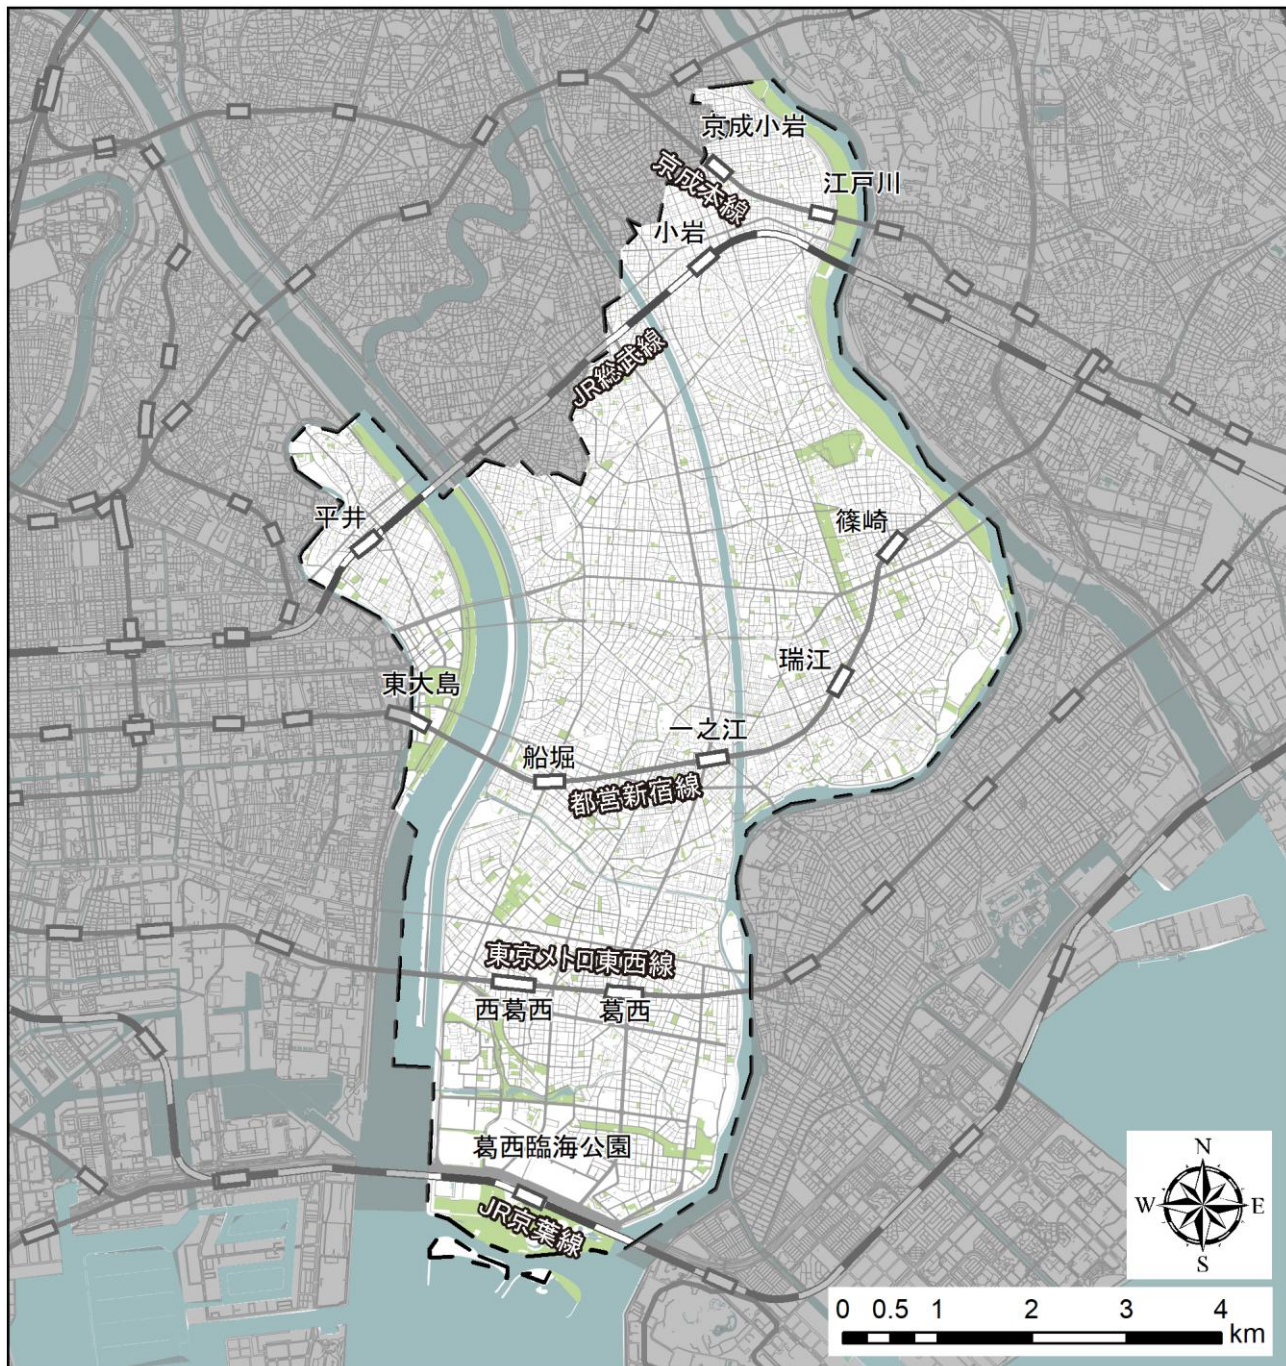 京成小岩
京成本線
江戸川
小岩
JR総武線
平井
篠崎
瑞江
東大島
一之江
船堀
都営新宿線
東京メトロ東西線
西葛西
葛西
葛西臨海公園
JR京葉線
N
W
E
S
0 0.5 1 2 3 4
km